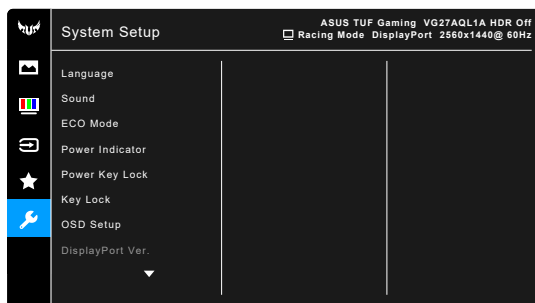 System Setup
ASUS TUF Gaming VG27AQL1A HDR Off
Racing Mode DisplayPort 2560x1440@ 60Hz
Language
Sound
ECO Mode
Power Indicator
Power Key Lock
Key Lock
OSD Setup
DisplayPort Ver.